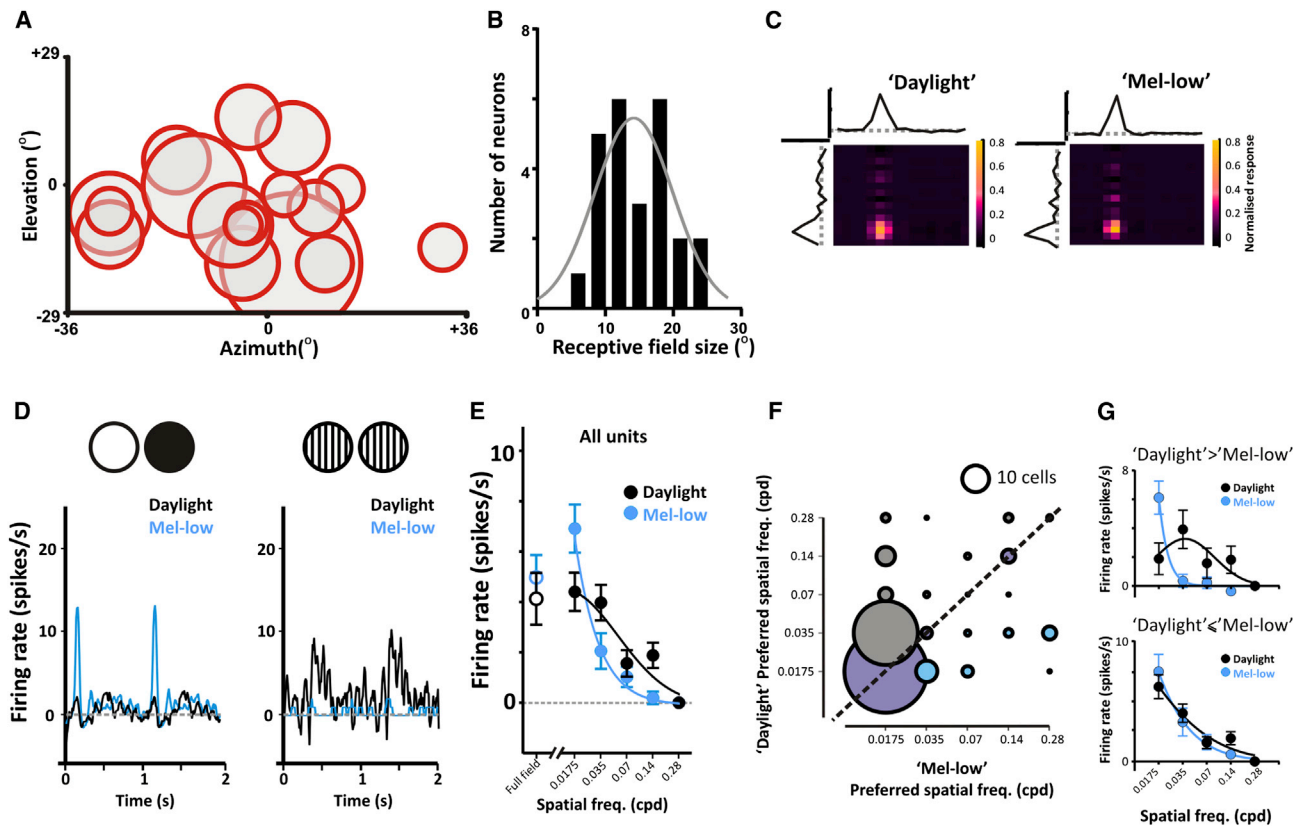 A
+29
Elevation (°)
0
-29
-36
0
+36
Azimuth(°)
B
8
Number of neurons
4
0
0
10
20
30
Receptive field size (°)
C
'Daylight'
0.8
0.6
0.4
0.2
0
'Mel-low'
0.8
0.6
0.4
0.2
0
Normalised response
D
Daylight
Mel-low
Firing rate (spikes/s)
20
10
0
0
1
2
Time (s)
Daylight
Mel-low
20
10
0
0
1
2
Time (s)
E
All units
10
Daylight
Mel-low
Firing rate (spikes/s)
0
Full field
0.0175
0.035
0.07
0.14
0.28
Spatial freq. (cpd)
F
10 cells
'Daylight' Preferred spatial freq. (cpd)
0.28
0.14
0.07
0.035
0.0175
0.0175
0.035
0.07
0.14
0.28
'Mel-low'
Preferred spatial freq. (cpd)
G
'Daylight'>'Mel-low'
8
Daylight
Mel-low
Firing rate (spikes/s)
0
'Daylight'⩽'Mel-low'
10
Daylight
Mel-low
Firing rate (spikes/s)
0
0.0175
0.035
0.07
0.14
0.28
Spatial freq. (cpd)